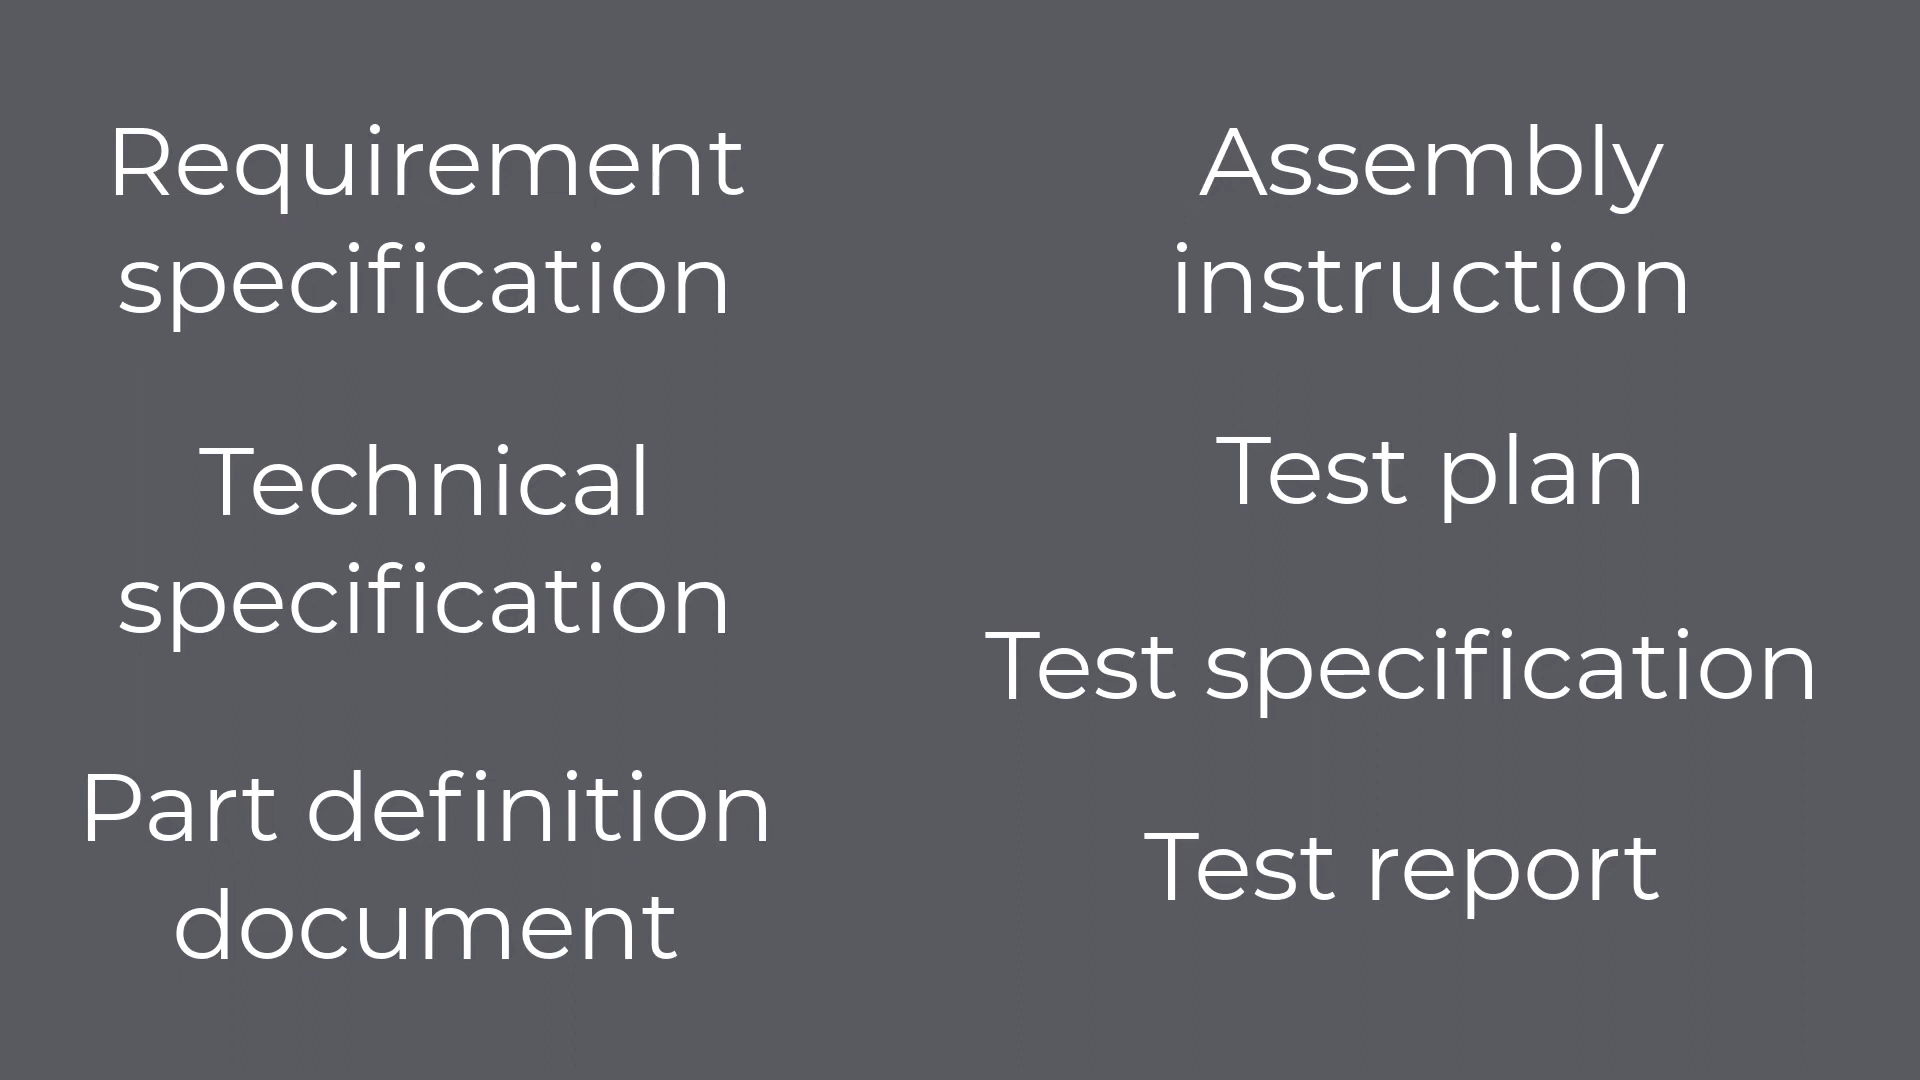 Requirement
specification
Technical
specification
Part definition
document
Assembly
instruction
Test plan
Test specification
Test report